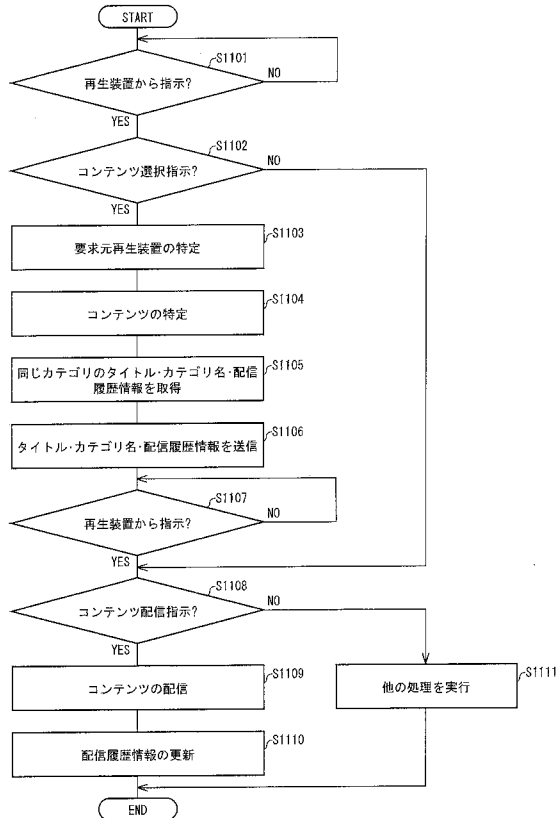 START
S1101
再生装置から指示?
NO
YES
S1102
コンテンツ選択指示?
NO
YES
S1103
要求元再生装置の特定
S1104
コンテンツの特定
S1105
同じカテゴリのタイトル・カテゴリ名・配信
履歴情報を取得
S1106
タイトル・カテゴリ名・配信履歴情報を送信
S1107
再生装置から指示?
NO
YES
S1108
コンテンツ配信指示?
NO
YES
S1109
コンテンツの配信
S1111
他の処理を実行
S1110
配信履歴情報の更新
END